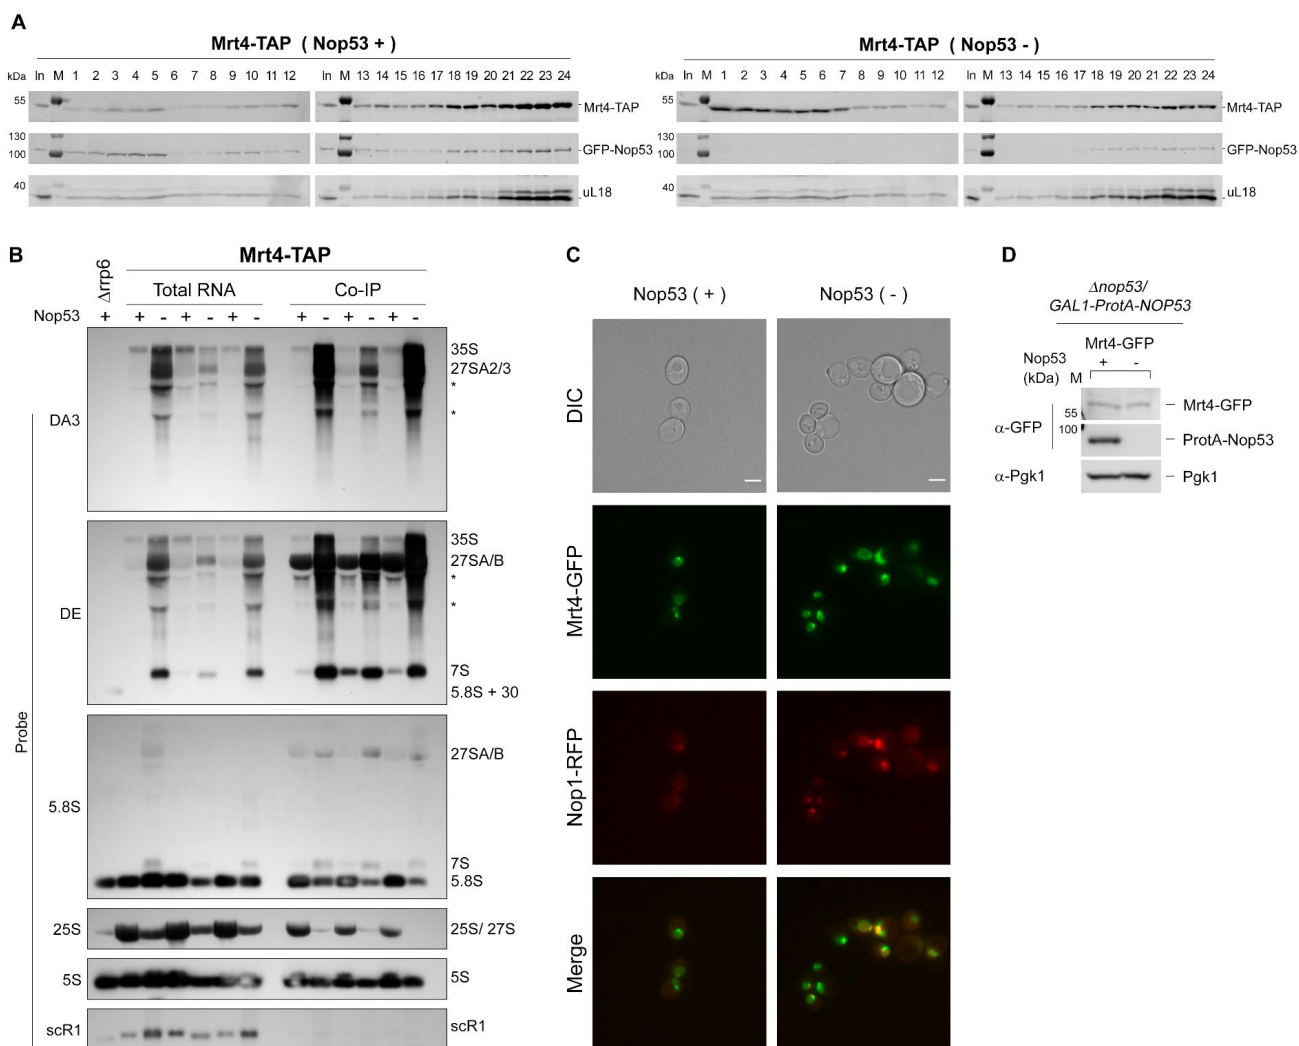 A
Mrt4-TAP ( Nop53 + )
kDa In M 1 2 3 4 5 6 7 8 9 10 11 12 In M 13 14 15 16 17 18 19 20 21 22 23 24
55
Mrt4-TAP
130
100
GFP-Nop53
40
uL18
Mrt4-TAP ( Nop53 - )
kDa In M 1 2 3 4 5 6 7 8 9 10 11 12 In M 13 14 15 16 17 18 19 20 21 22 23 24
55
Mrt4-TAP
130
100
GFP-Nop53
40
uL18
B
Mrt4-TAP
Δrrp6
Total RNA Co-IP
Nop53 + + - + - + - + - + - + -
Probe
DA3
35S
27SA2/3
*
*
DE
35S
27SA/B
*
*
7S
5.8S + 30
5.8S
27SA/B
7S
5.8S
25S
25S/ 27S
5S
5S
scR1
scR1
C
Nop53 ( + ) Nop53 ( - )
DIC
Mrt4-GFP
Nop1-RFP
Merge
D
Δnop53/
GAL1-ProtA-NOP53
Mrt4-GFP
Nop53 + -
(kDa) M
α-GFP
55
Mrt4-GFP
100
ProtA-Nop53
α-Pgk1
Pgk1